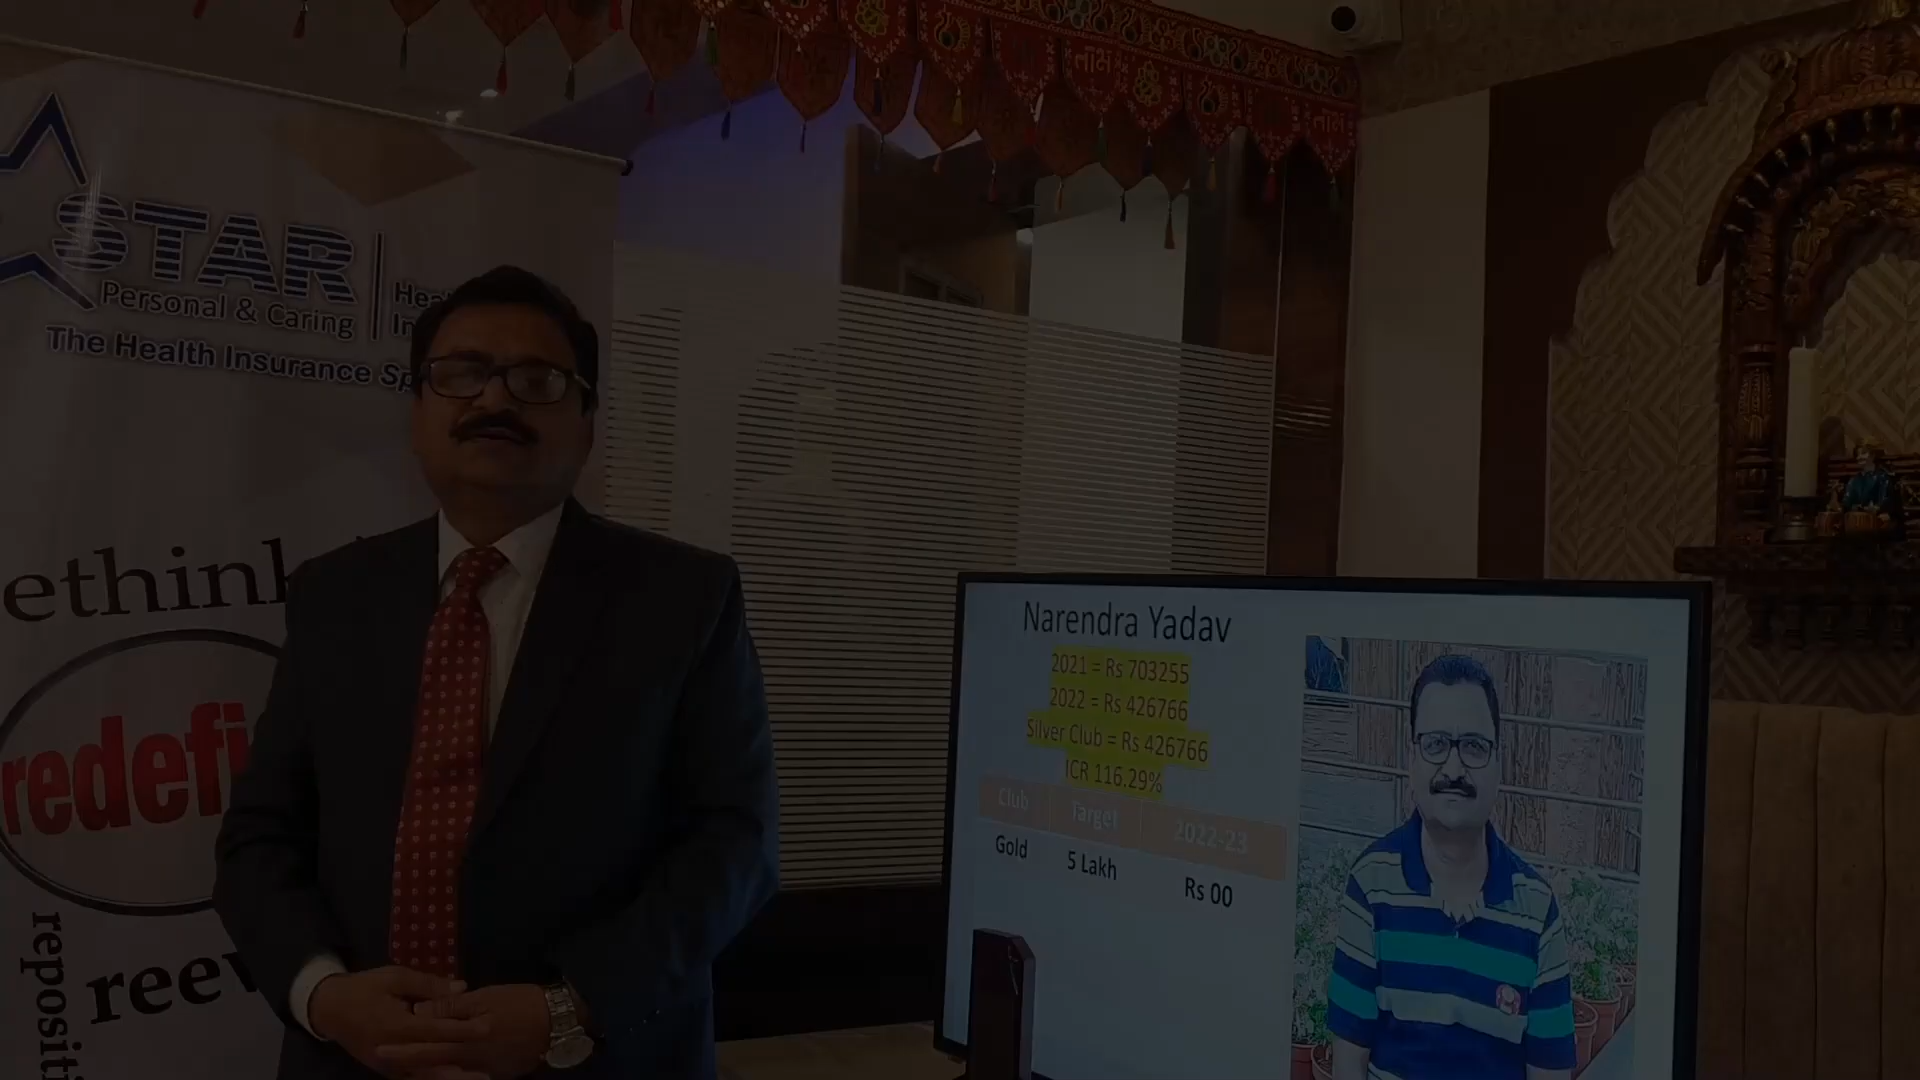 STAR
Personal & Caring
The Health Insurance
ethink
redefi
reev
repositi
Narendra Yadav
2021 = Rs 703255
2022 = Rs 426766
Silver Club = Rs 426766
ICR 116.29%
Club Target 2022-23
Gold 5 Lakh Rs 00